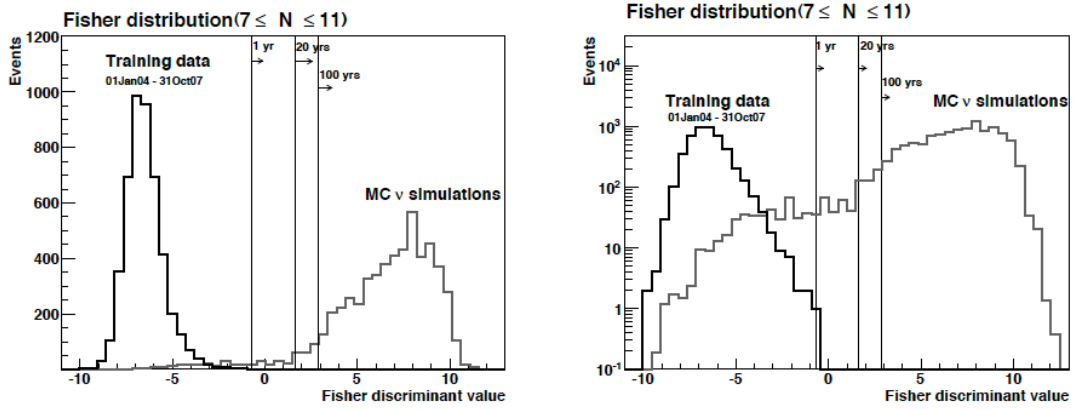 Fisher distribution(7 ≤ N ≤ 11)
Events
1200
1000
800
600
400
200
1 yr
20 yrs
100 yrs
Training data
01Jan04 - 31Oct07
MC ν simulations
-10 -5 0 5 10
Fisher discriminant value
Fisher distribution(7 ≤ N ≤ 11)
Events
10⁴
10³
10²
10
1
10⁻¹
1 yr
20 yrs
100 yrs
Training data
01Jan04 - 31Oct07
MC ν simulations
-10 -5 0 5 10
Fisher discriminant value